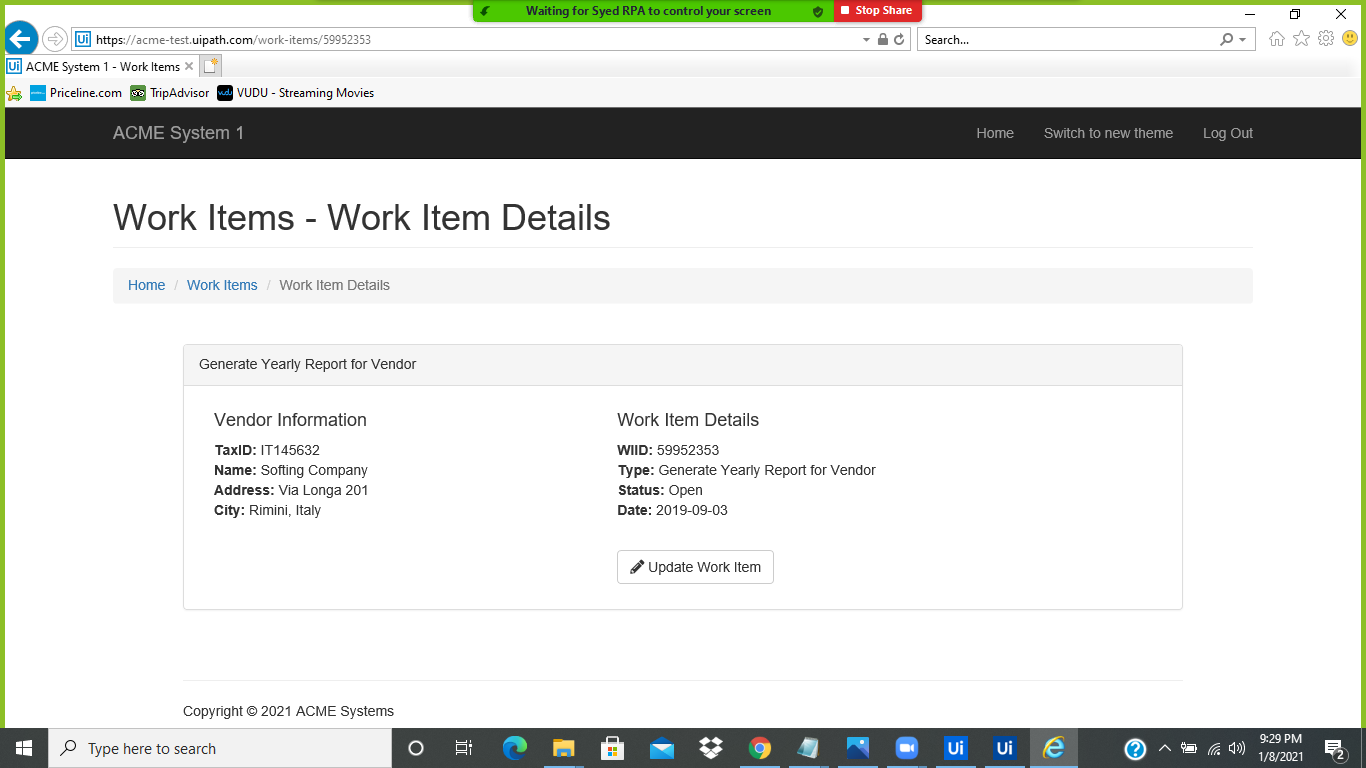 Waiting for Syed RPA to control your screen Stop Share
https://acme-test.uipath.com/work-items/59952353 Search...
Ui ACME System 1 - Work Items
Priceline.com TripAdvisor VUDU - Streaming Movies
ACME System 1 Home Switch to new theme Log Out
Work Items - Work Item Details
Home / Work Items / Work Item Details
Generate Yearly Report for Vendor
Vendor Information
TaxID: IT145632
Name: Softing Company
Address: Via Longa 201
City: Rimini, Italy
Work Item Details
WIID: 59952353
Type: Generate Yearly Report for Vendor
Status: Open
Date: 2019-09-03
Update Work Item
Copyright © 2021 ACME Systems
Type here to search Ui Ui 9:29 PM
1/8/2021 2